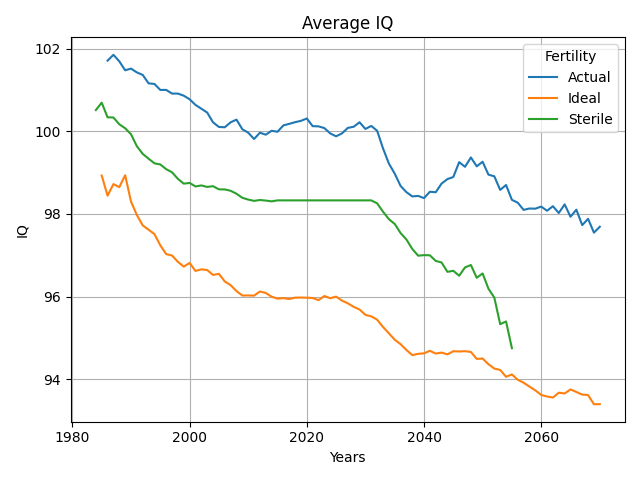 Average IQ
102
100
98
96
94
IQ
Fertility
Actual
Ideal
Sterile
1980 2000 2020 2040 2060
Years